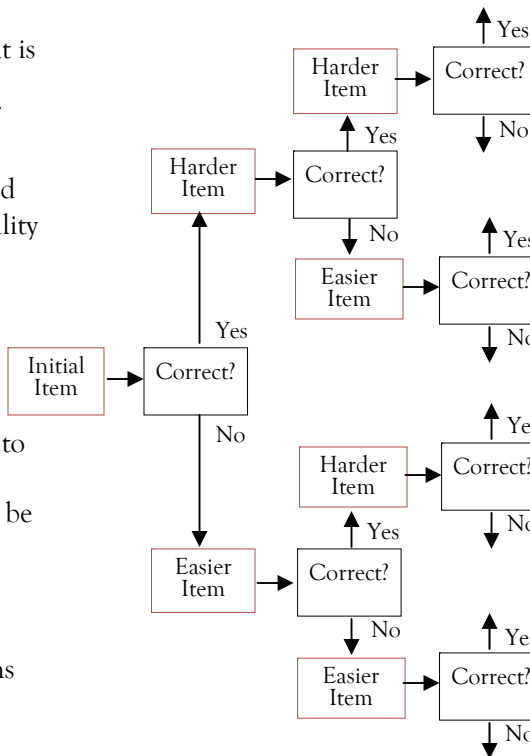 t is
d
lity
to
be
ns
Initial
Item
Correct?
Yes
No
Harder
Item
Correct?
Yes
No
Harder
Item
Correct?
Yes
No
Easier
Item
Correct?
Yes
No
Easier
Item
Correct?
Yes
No
Harder
Item
Correct?
Ye
No
Easier
Item
Correct?
Yes
No